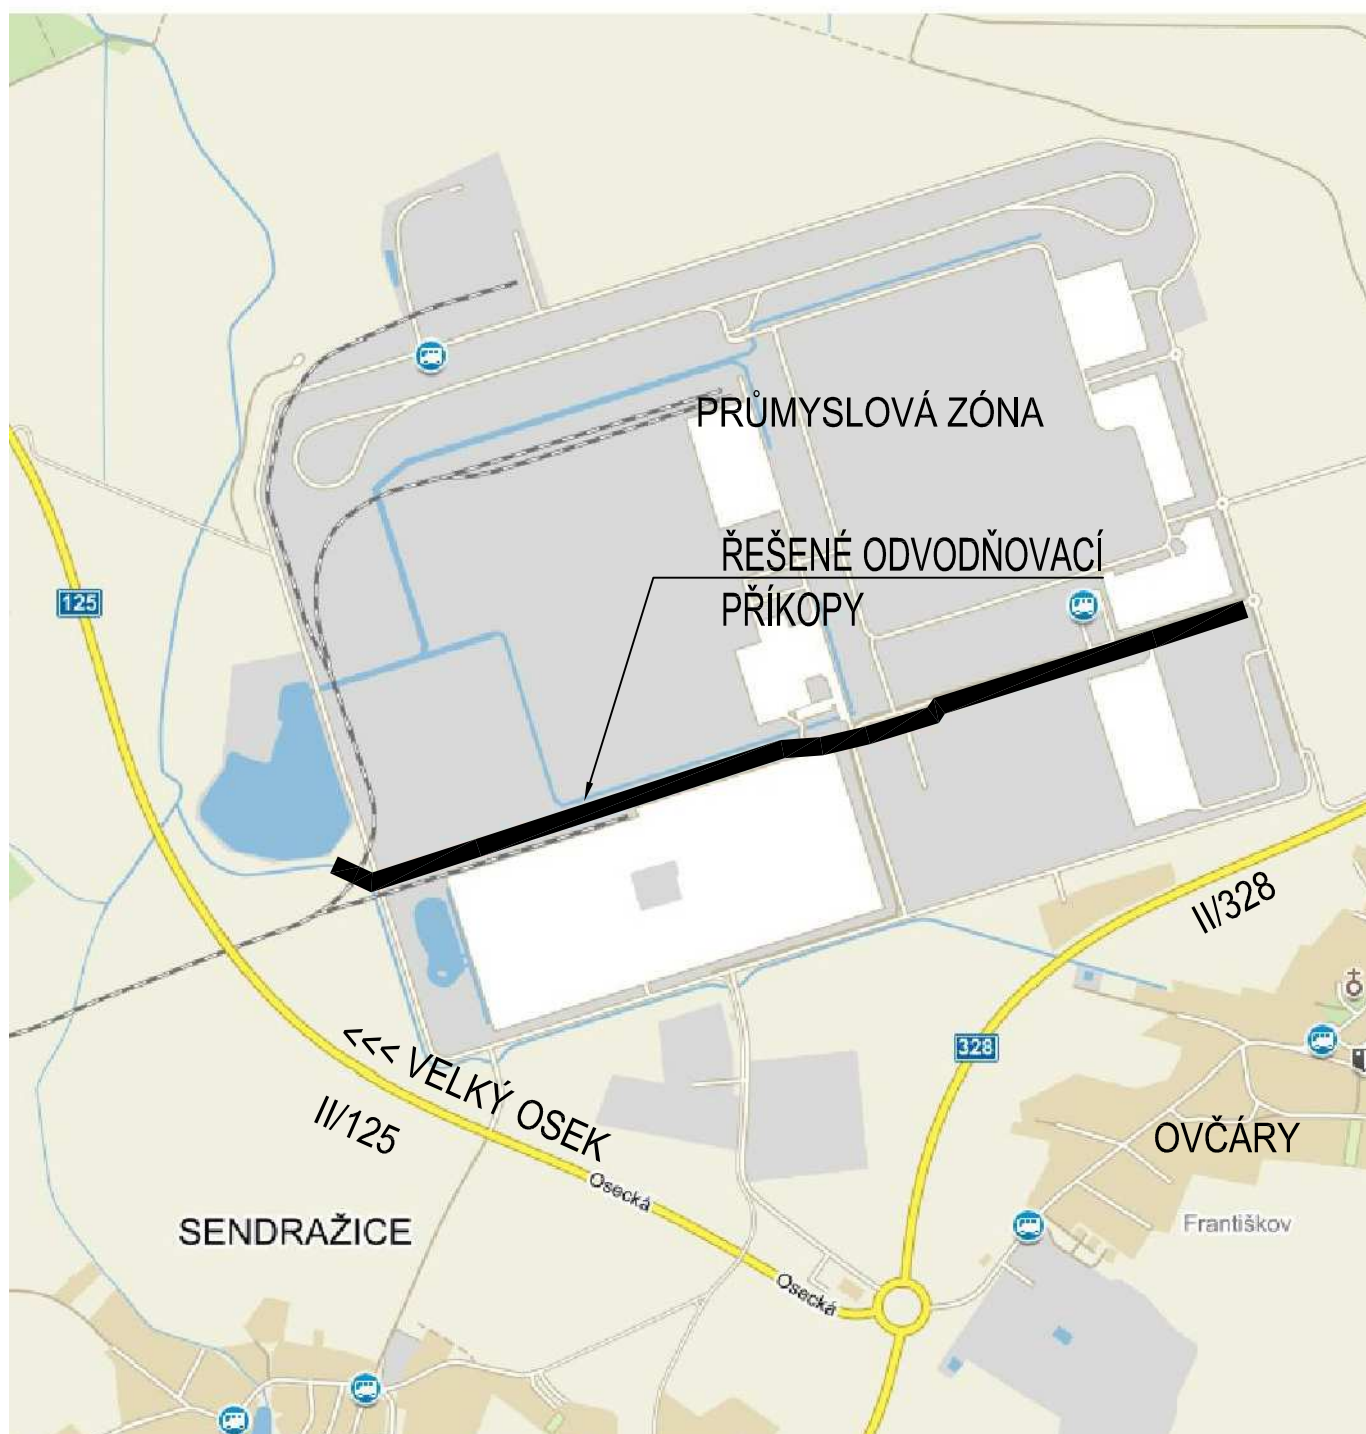 PRŮMYSLOVÁ ZÓNA
ŘEŠENÉ ODVODŇOVACÍ
PŘÍKOPY
125
II/328
328
<<< VELKÝ OSEK
II/125
OVČÁRY
Osecká
SENDRAŽICE
Františkov
Osecká